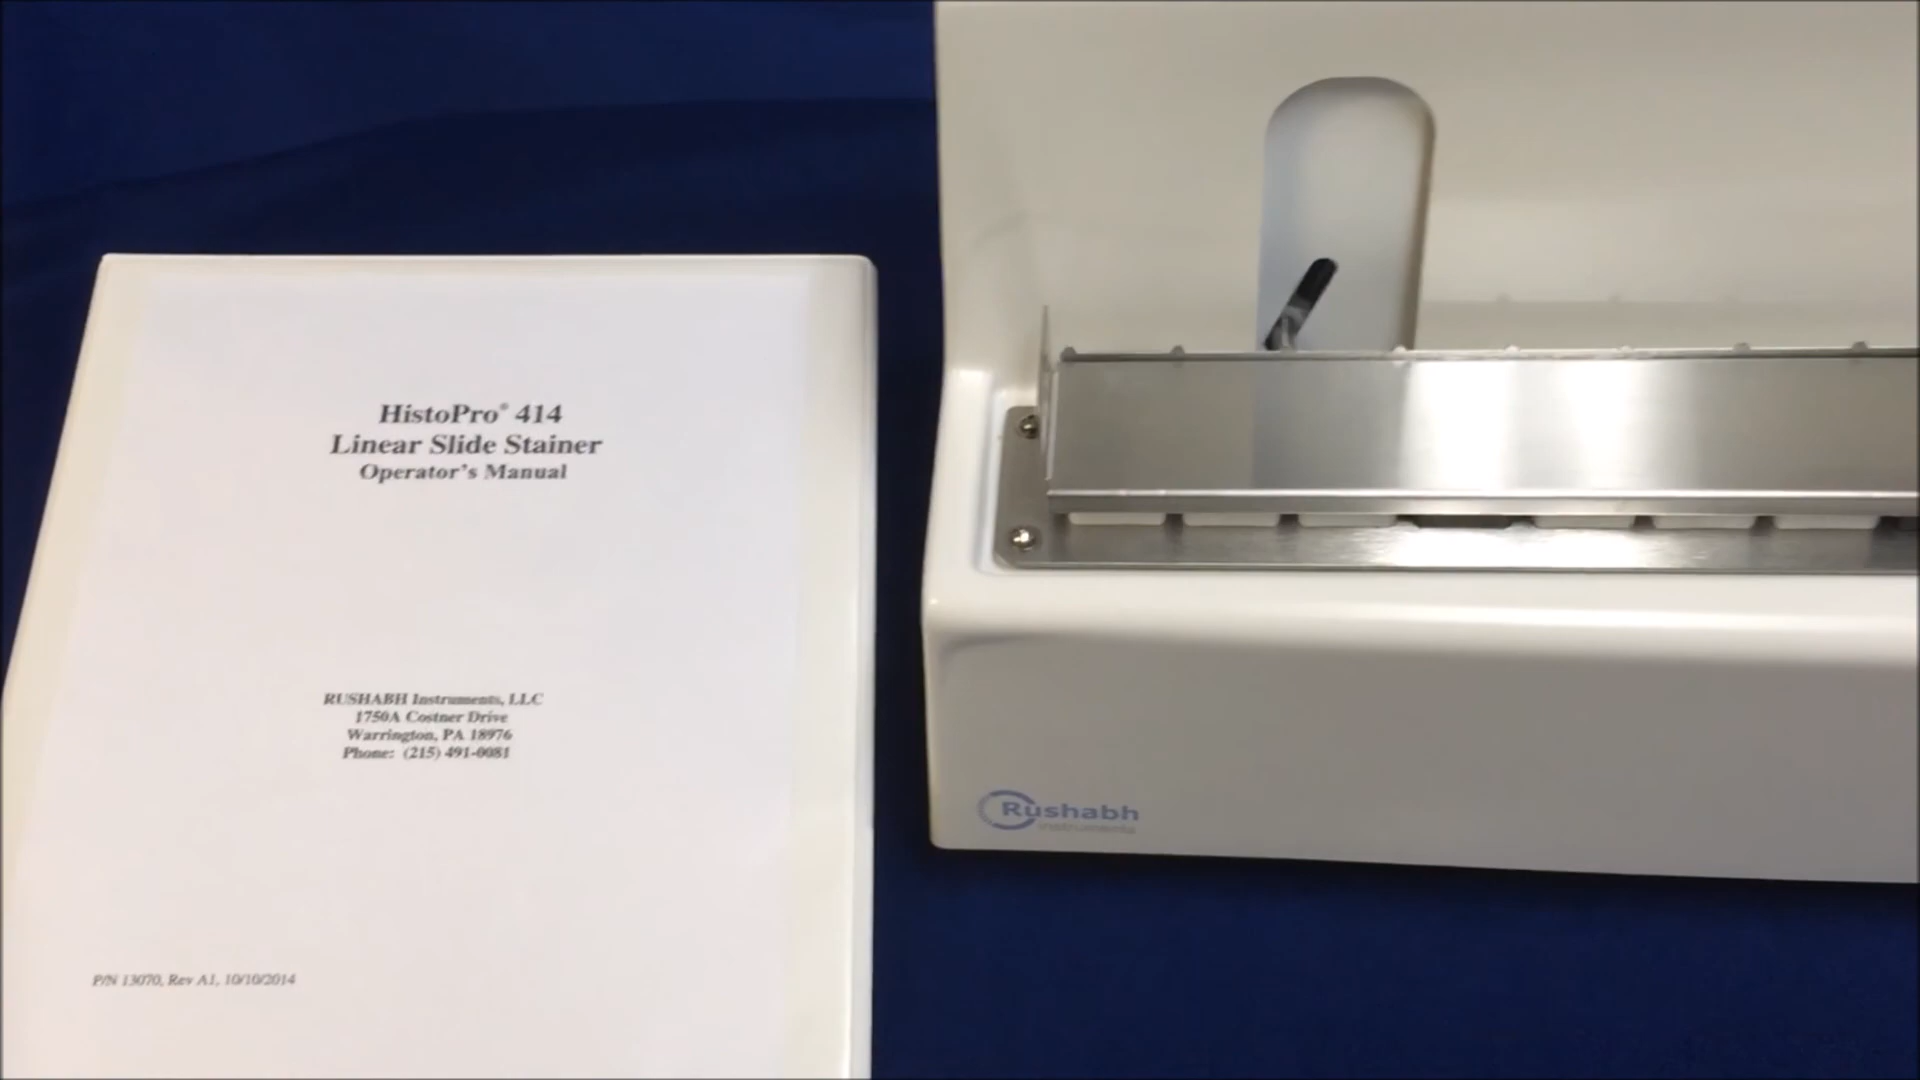 HistoPro® 414
Linear Slide Stainer
Operator's Manual
RUSHABH Instruments, LLC
1750A Costner Drive
Warrington, PA 18976
Phone: (215) 491-0081
P/N 13070, Rev A1, 10/10/2014
Rushabh
instruments